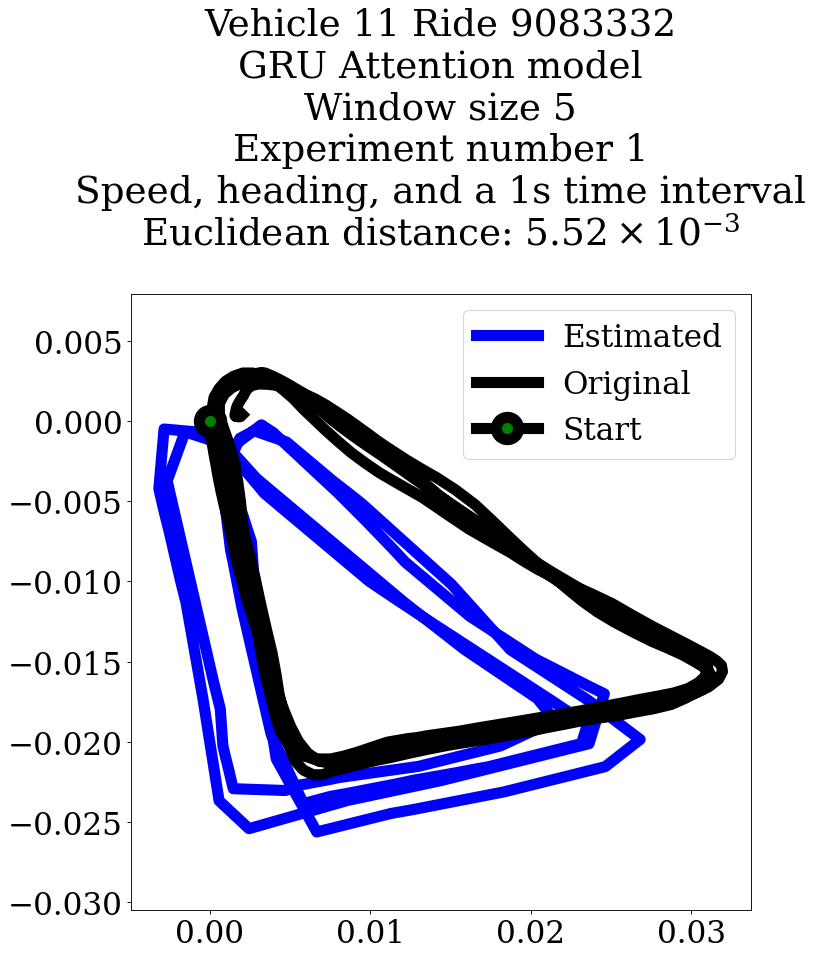 Vehicle 11 Ride 9083332
GRU Attention model
Window size 5
Experiment number 1
Speed, heading, and a 1s time interval
Euclidean distance: 5.52 × 10⁻³
Estimated
Original
Start
0.005
0.000
−0.005
−0.010
−0.015
−0.020
−0.025
−0.030
0.00
0.01
0.02
0.03